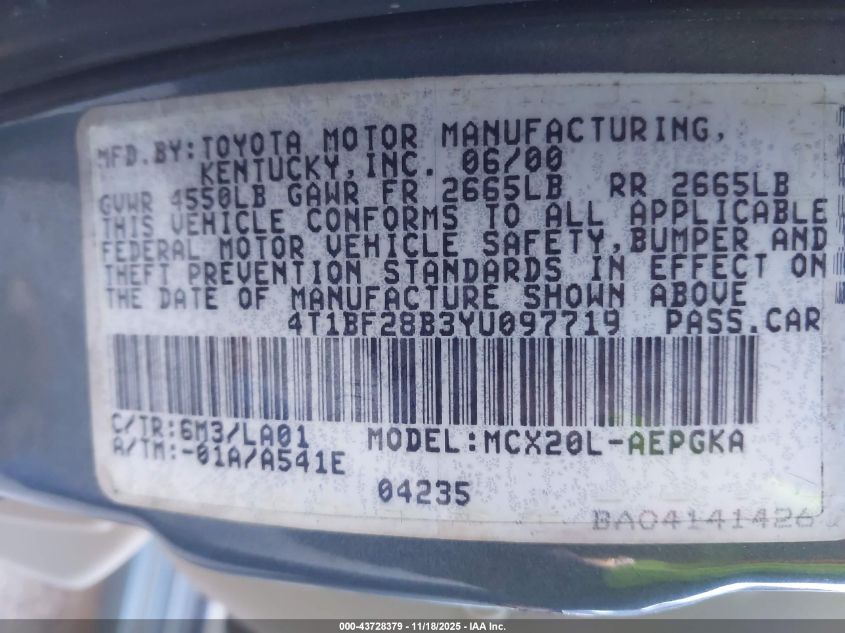 MFD.BY:TOYOTA MOTOR MANUFACTURING,
KENTUCKY,INC. 06/00
GVWR 4550LB GAWR FR 2665LB RR 2665LB
THIS VEHICLE CONFORMS TO ALL APPLICABLE
FEDERAL MOTOR VEHICLE SAFETY,BUMPER AND
THEFT PREVENTION STANDARDS IN EFFECT ON
THE DATE OF MANUFACTURE SHOWN ABOVE
4T1BF28B3YU097719 PASS.CAR
C/TR:6M3/LA01 MODEL:MCX20L-AEPGKA
A/TM:-01A/A541E
04235
BA04141426
000-43728379 — 11/18/2025 — IAA Inc.